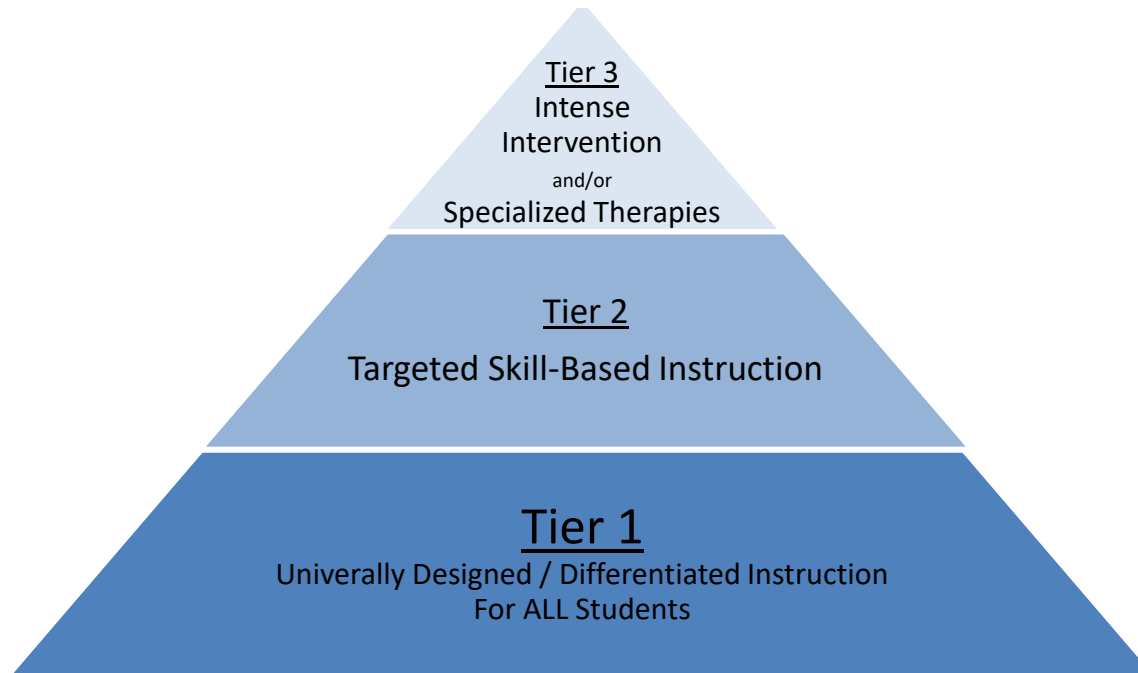 Tier 3
Intense
Intervention
and/or
Specialized Therapies
Tier 2
Targeted Skill-Based Instruction
Tier 1
Univerally Designed / Differentiated Instruction
For ALL Students